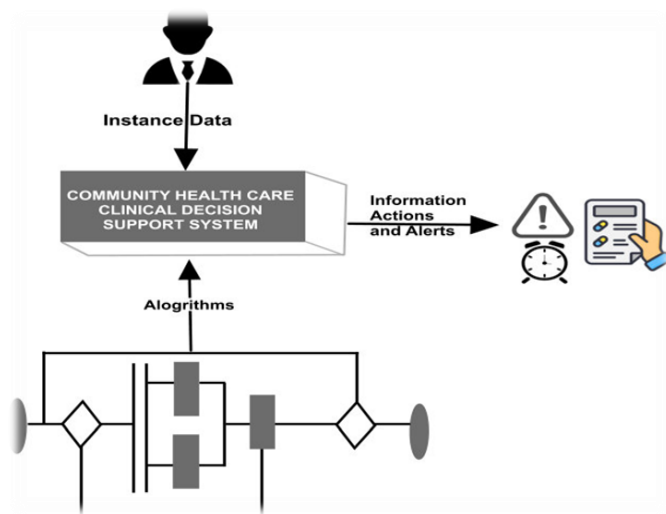 Instance Data
COMMUNITY HEALTH CARE
CLINICAL DECISION
SUPPORT SYSTEM
Information
Actions
and Alerts
Alogrithms